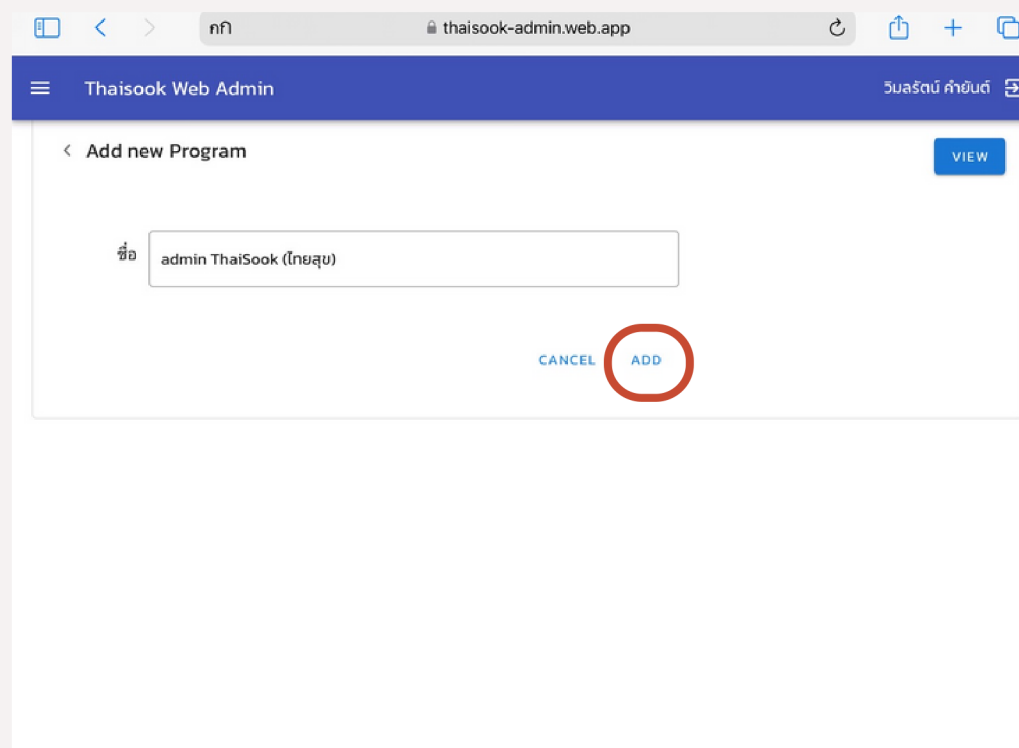 กก thaisook-admin.web.app
Thaisook Web Admin วิมลรัตน์ คำยันต์
Add new Program VIEW
ชื่อ admin ThaiSook (ไทยสุข)
CANCEL ADD